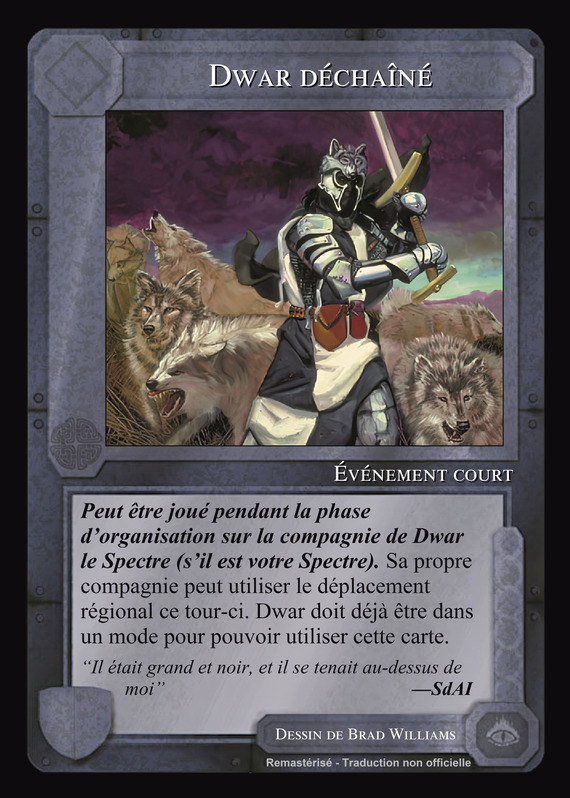 Dwar déchaîné
Événement court
Peut être joué pendant la phase
d’organisation sur la compagnie de Dwar
le Spectre (s’il est votre Spectre). Sa propre
compagnie peut utiliser le déplacement
régional ce tour-ci. Dwar doit déjà être dans
un mode pour pouvoir utiliser cette carte.
“Il était grand et noir, et il se tenait au-dessus de
moi” —SdAI
Dessin de Brad Williams
Remastérisé - Traduction non officielle